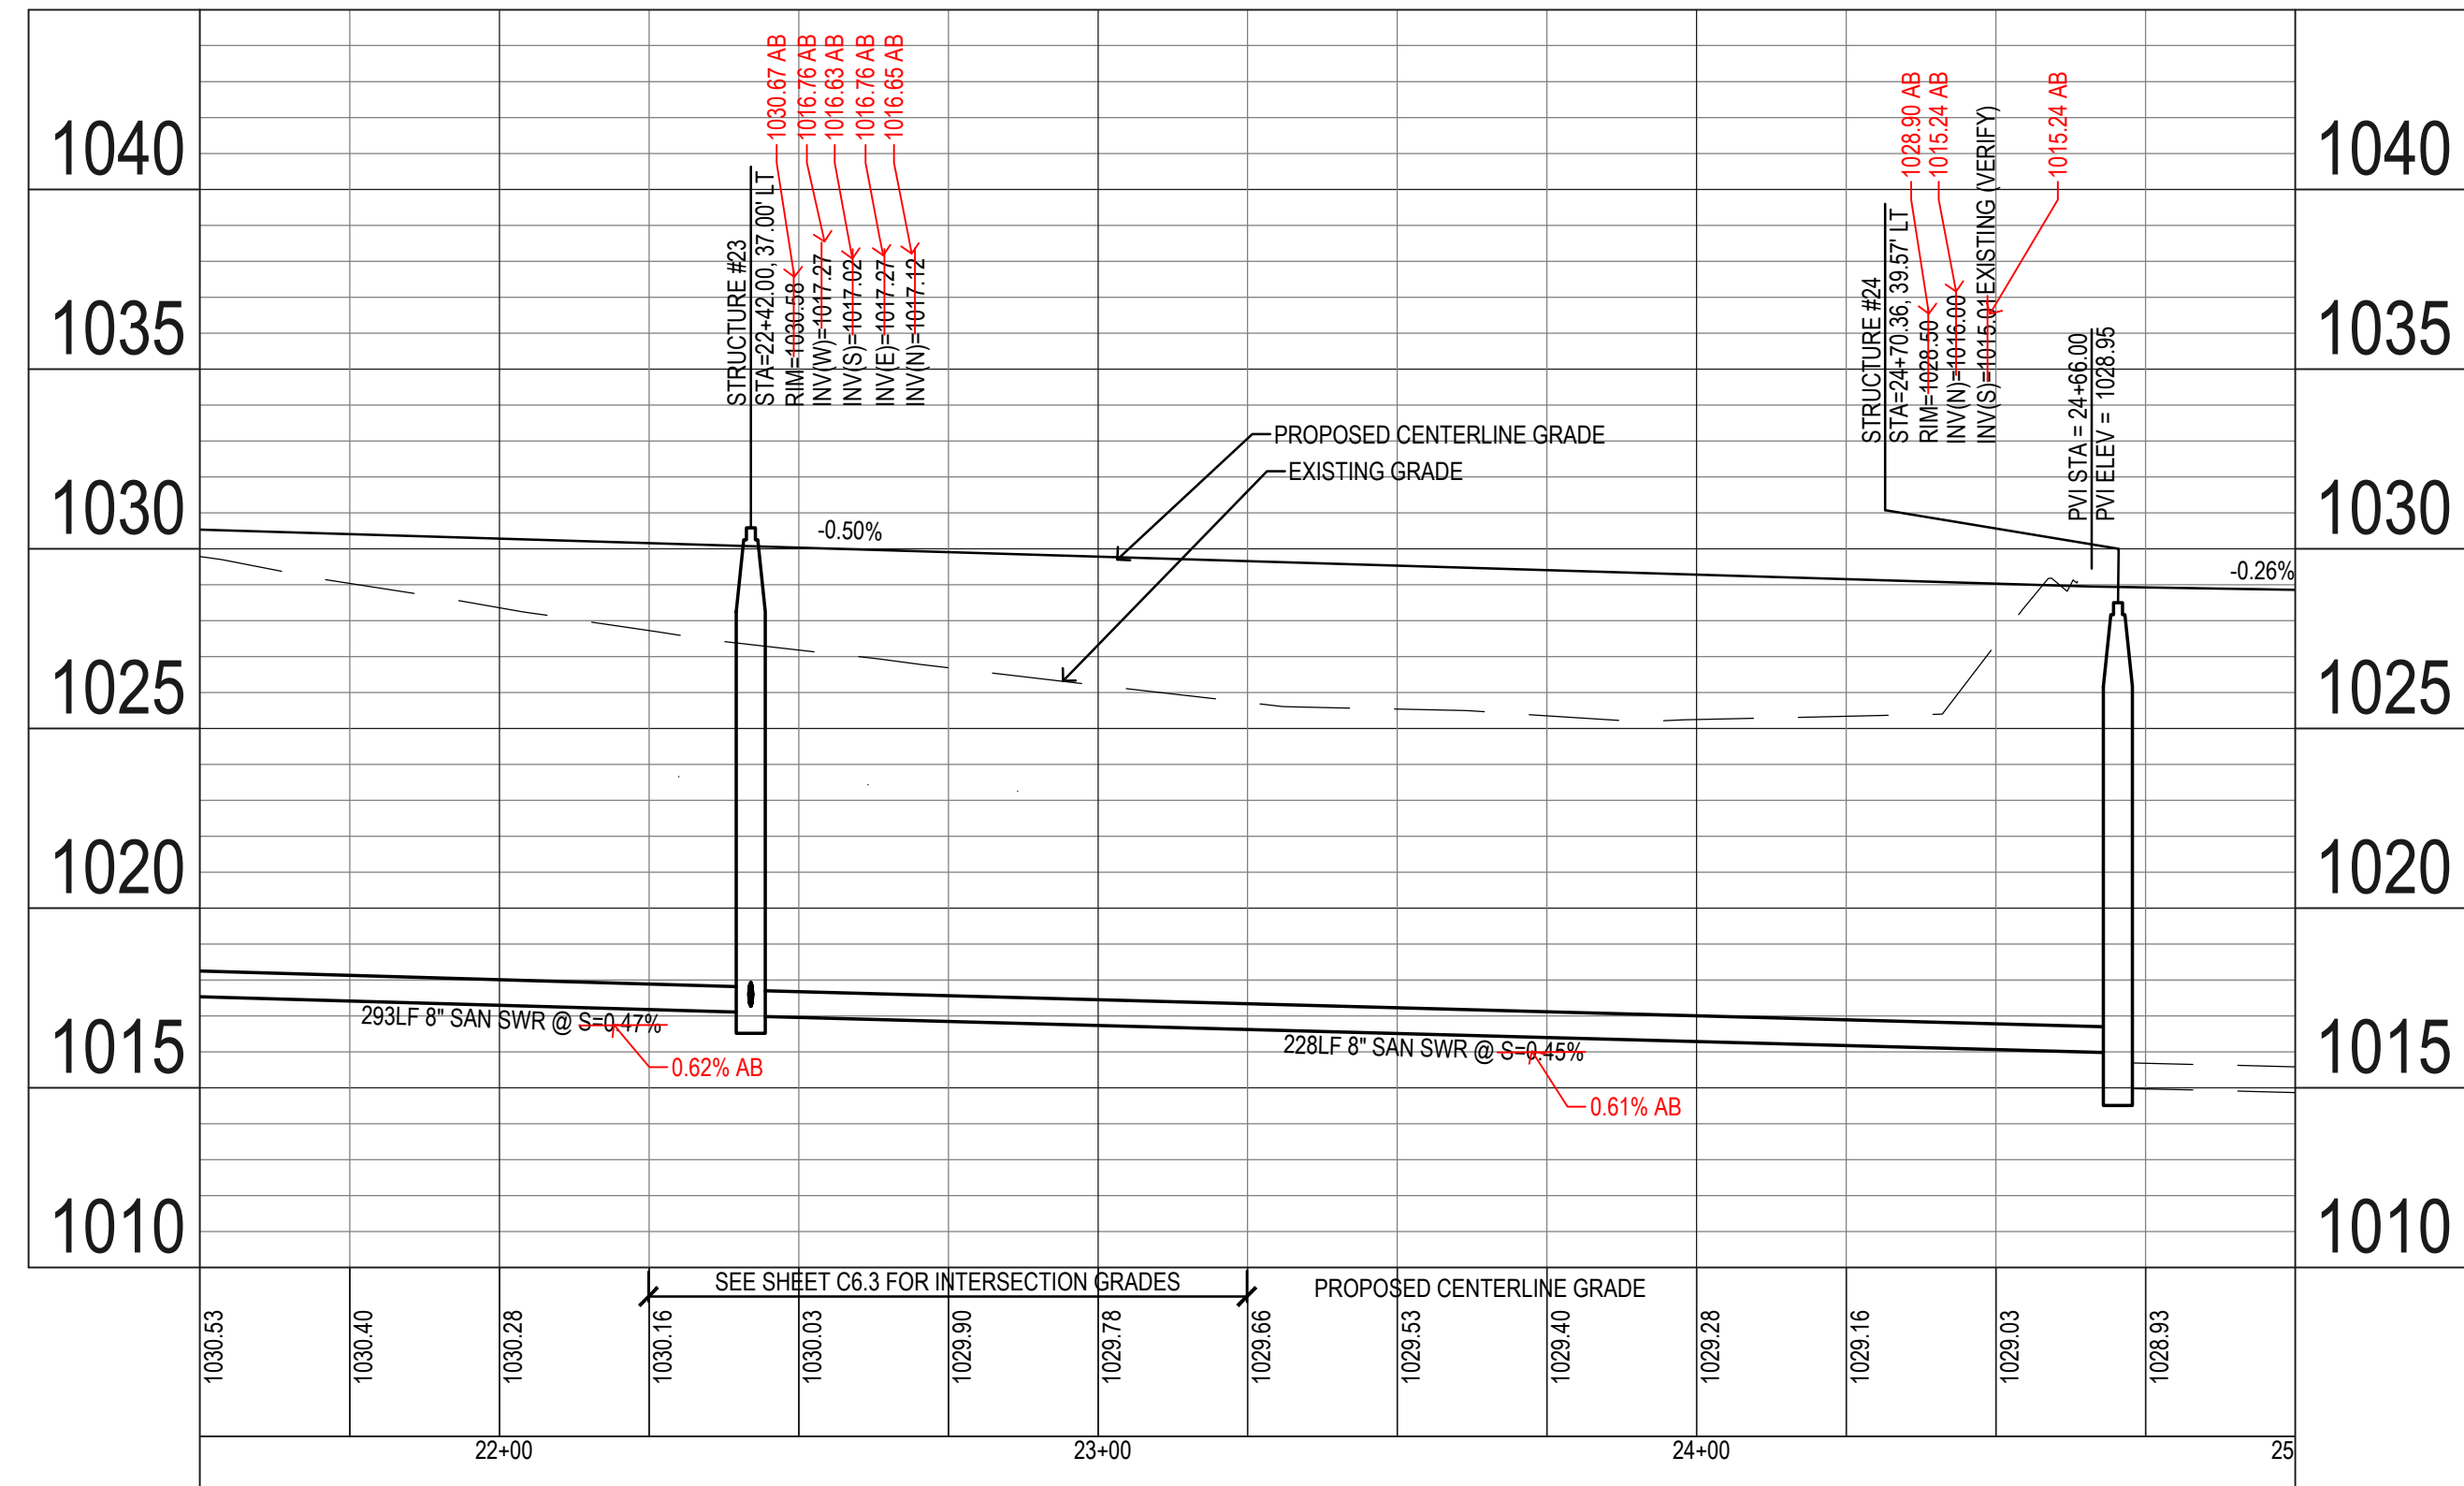 1030.67 AB
1016.76 AB
1016.63 AB
1016.76 AB
1016.65 AB
1028.90 AB
1015.24 AB
1015.24 AB
1040
1040
STRUCTURE #23
STA=22+42.00, 37.00' LT
RIM=1030.58
INV(W)=1017.27
INV(S)=1017.02
INV(E)=1017.27
INV(N)=1017.12
STRUCTURE #24
STA=24+70.36, 39.57' LT
RIM=1028.50
INV(N)=1016.00
INV(S)=1015.01 EXISTING (VERIFY)
PVI STA = 24+66.00
PVI ELEV = 1028.95
1035
1035
PROPOSED CENTERLINE GRADE
EXISTING GRADE
1030
1030
-0.50%
-0.26%
1025
1025
1020
1020
293LF 8" SAN SWR @ S=0.47%
0.62% AB
228LF 8" SAN SWR @ S=0.45%
0.61% AB
1015
1015
1010
1010
SEE SHEET C6.3 FOR INTERSECTION GRADES
PROPOSED CENTERLINE GRADE
1030.53
1030.40
1030.28
1030.16
1030.03
1029.90
1029.78
1029.66
1029.53
1029.40
1029.28
1029.16
1029.03
1028.93
22+00
23+00
24+00
25